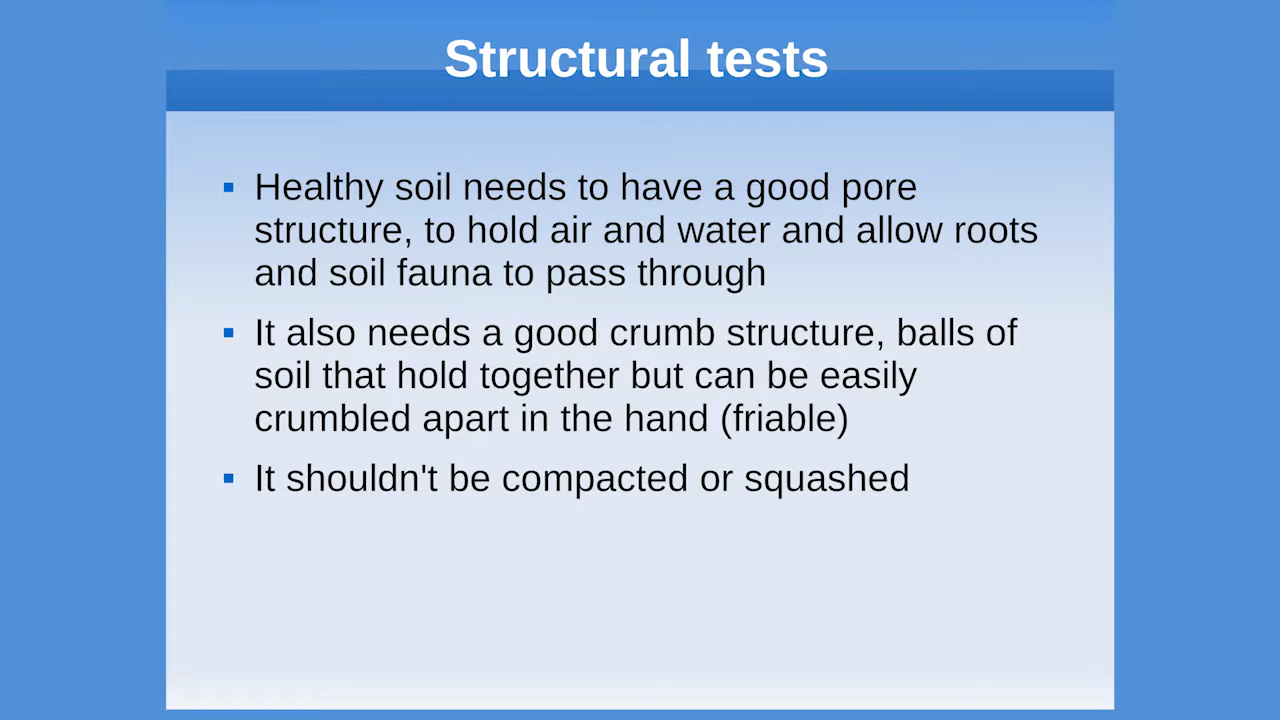 Structural tests
Healthy soil needs to have a good pore
structure, to hold air and water and allow roots
and soil fauna to pass through
It also needs a good crumb structure, balls of
soil that hold together but can be easily
crumbled apart in the hand (friable)
It shouldn't be compacted or squashed